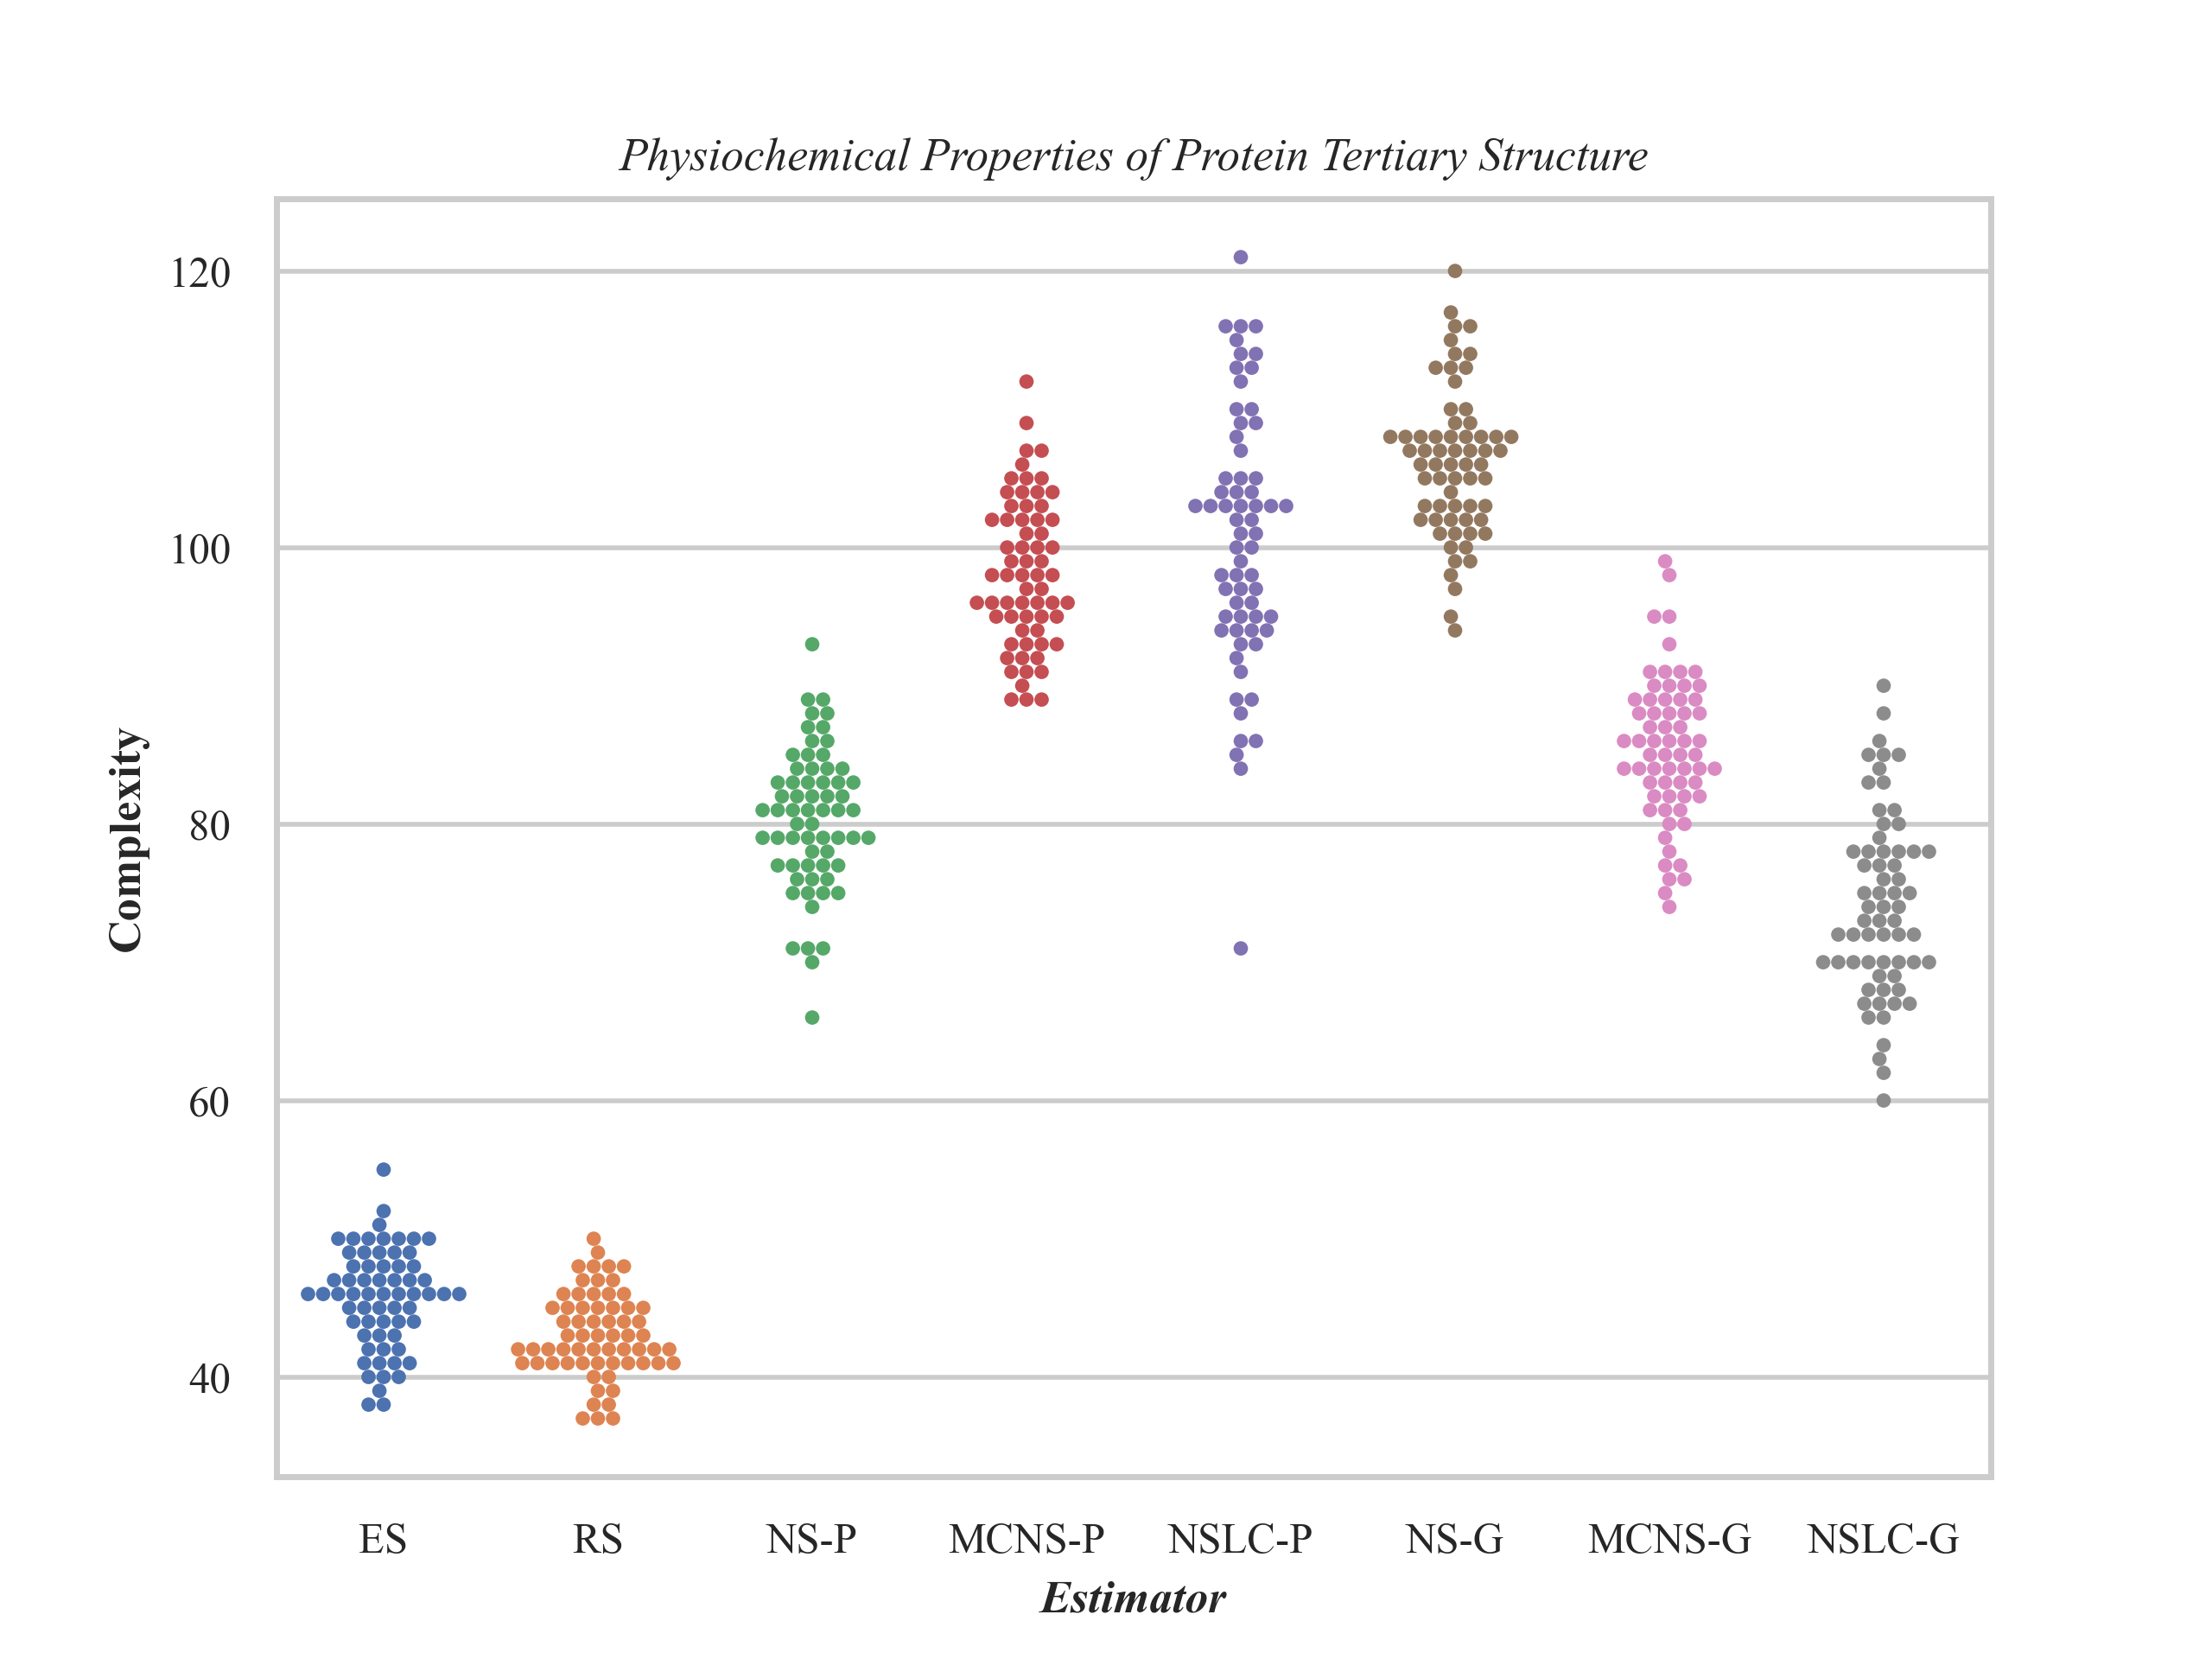 Physiochemical Properties of Protein Tertiary Structure
120
100
80
60
40
Complexity
ES RS NS-P MCNS-P NSLC-P NS-G MCNS-G NSLC-G
Estimator